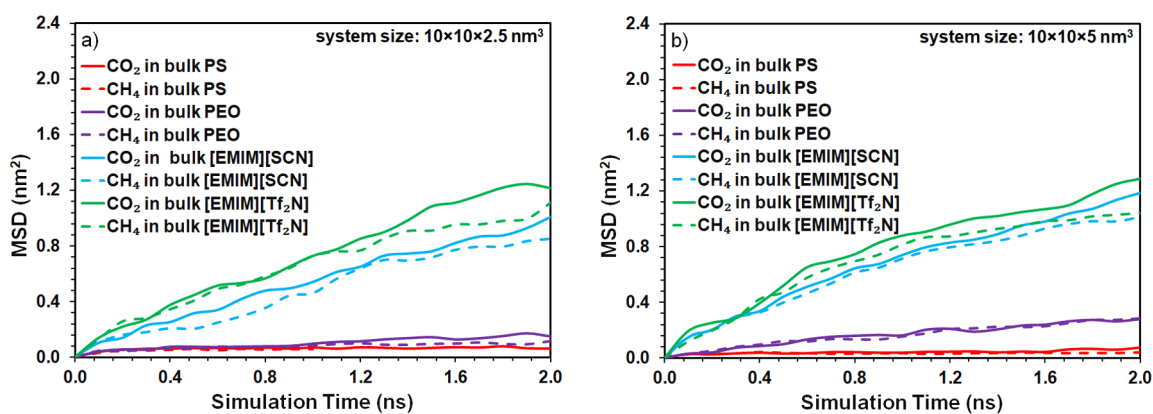 a)
system size: 10×10×2.5 nm³
CO₂ in bulk PS
CH₄ in bulk PS
CO₂ in bulk PEO
CH₄ in bulk PEO
CO₂ in bulk [EMIM][SCN]
CH₄ in bulk [EMIM][SCN]
CO₂ in bulk [EMIM][Tf₂N]
CH₄ in bulk [EMIM][Tf₂N]
MSD (nm²)
2.4
2.0
1.6
1.2
0.8
0.4
0.0
0.0 0.4 0.8 1.2 1.6 2.0
Simulation Time (ns)
b)
system size: 10×10×5 nm³
CO₂ in bulk PS
CH₄ in bulk PS
CO₂ in bulk PEO
CH₄ in bulk PEO
CO₂ in bulk [EMIM][SCN]
CH₄ in bulk [EMIM][SCN]
CO₂ in bulk [EMIM][Tf₂N]
CH₄ in bulk [EMIM][Tf₂N]
MSD (nm²)
2.4
2.0
1.6
1.2
0.8
0.4
0.0
0.0 0.4 0.8 1.2 1.6 2.0
Simulation Time (ns)